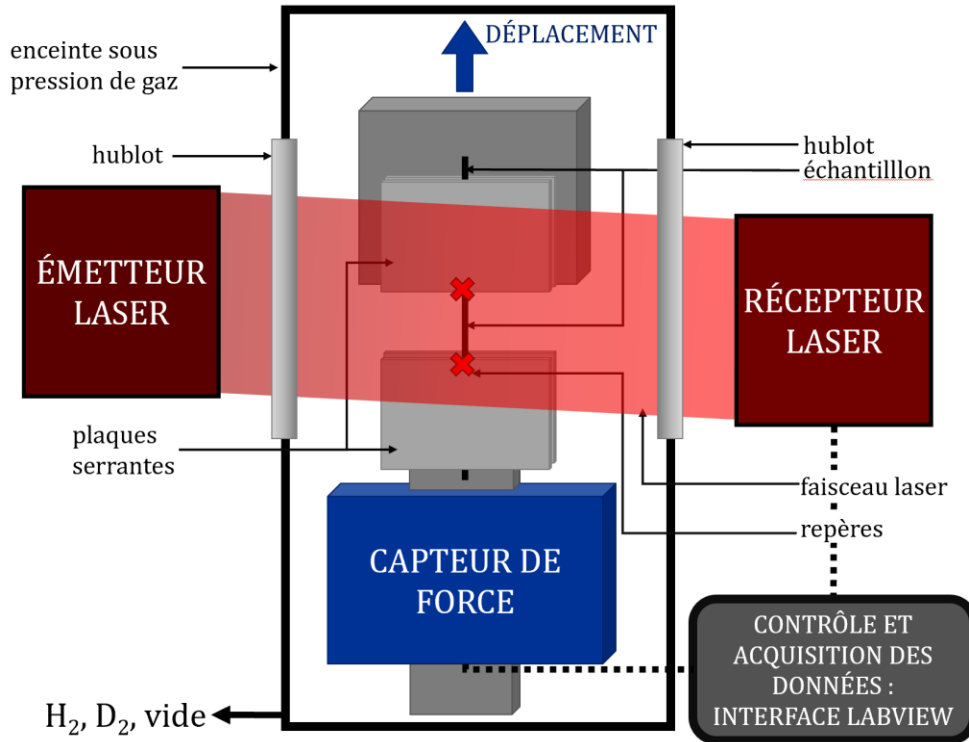 DÉPLACEMENT
enceinte sous
pression de gaz
hublot
hublot
échantilllon
ÉMETTEUR
LASER
RÉCEPTEUR
LASER
plaques
serrantes
faisceau laser
repères
CAPTEUR DE
FORCE
CONTRÔLE ET
ACQUISITION DES
DONNÉES :
INTERFACE LABVIEW
H₂, D₂, vide